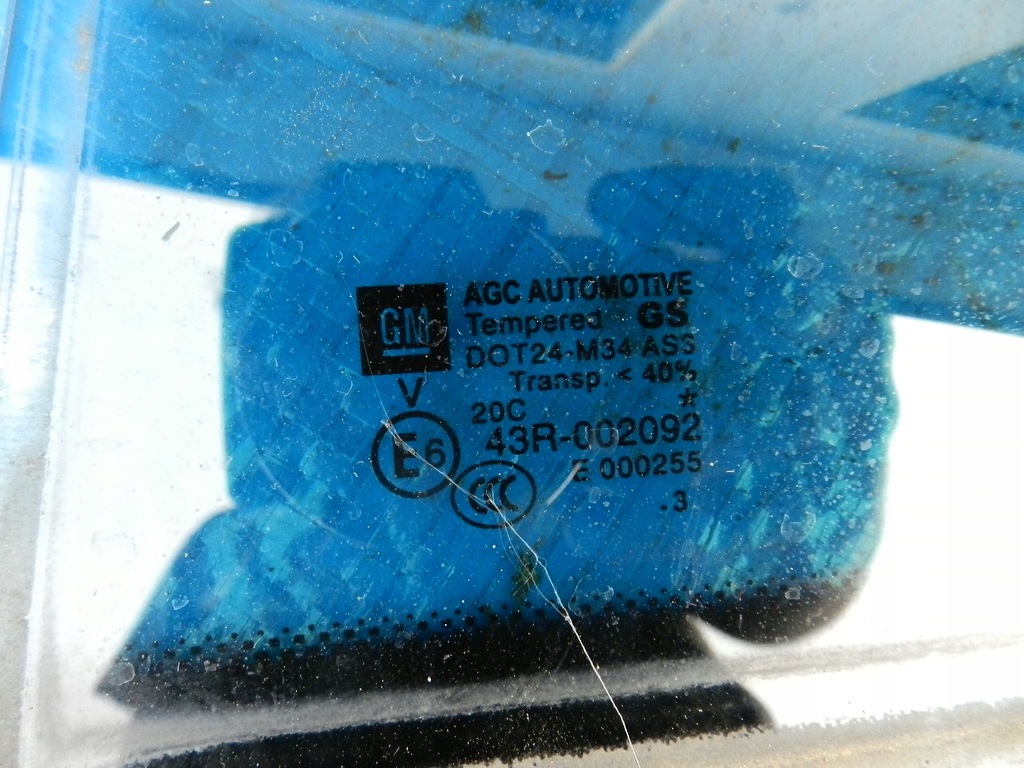 GM
AGC AUTOMOTIVE
Tempered GS
DOT24-M34 AS3
Transp. < 40%
V
20C *
43R-002092
E6
E 000255
CCC
.3